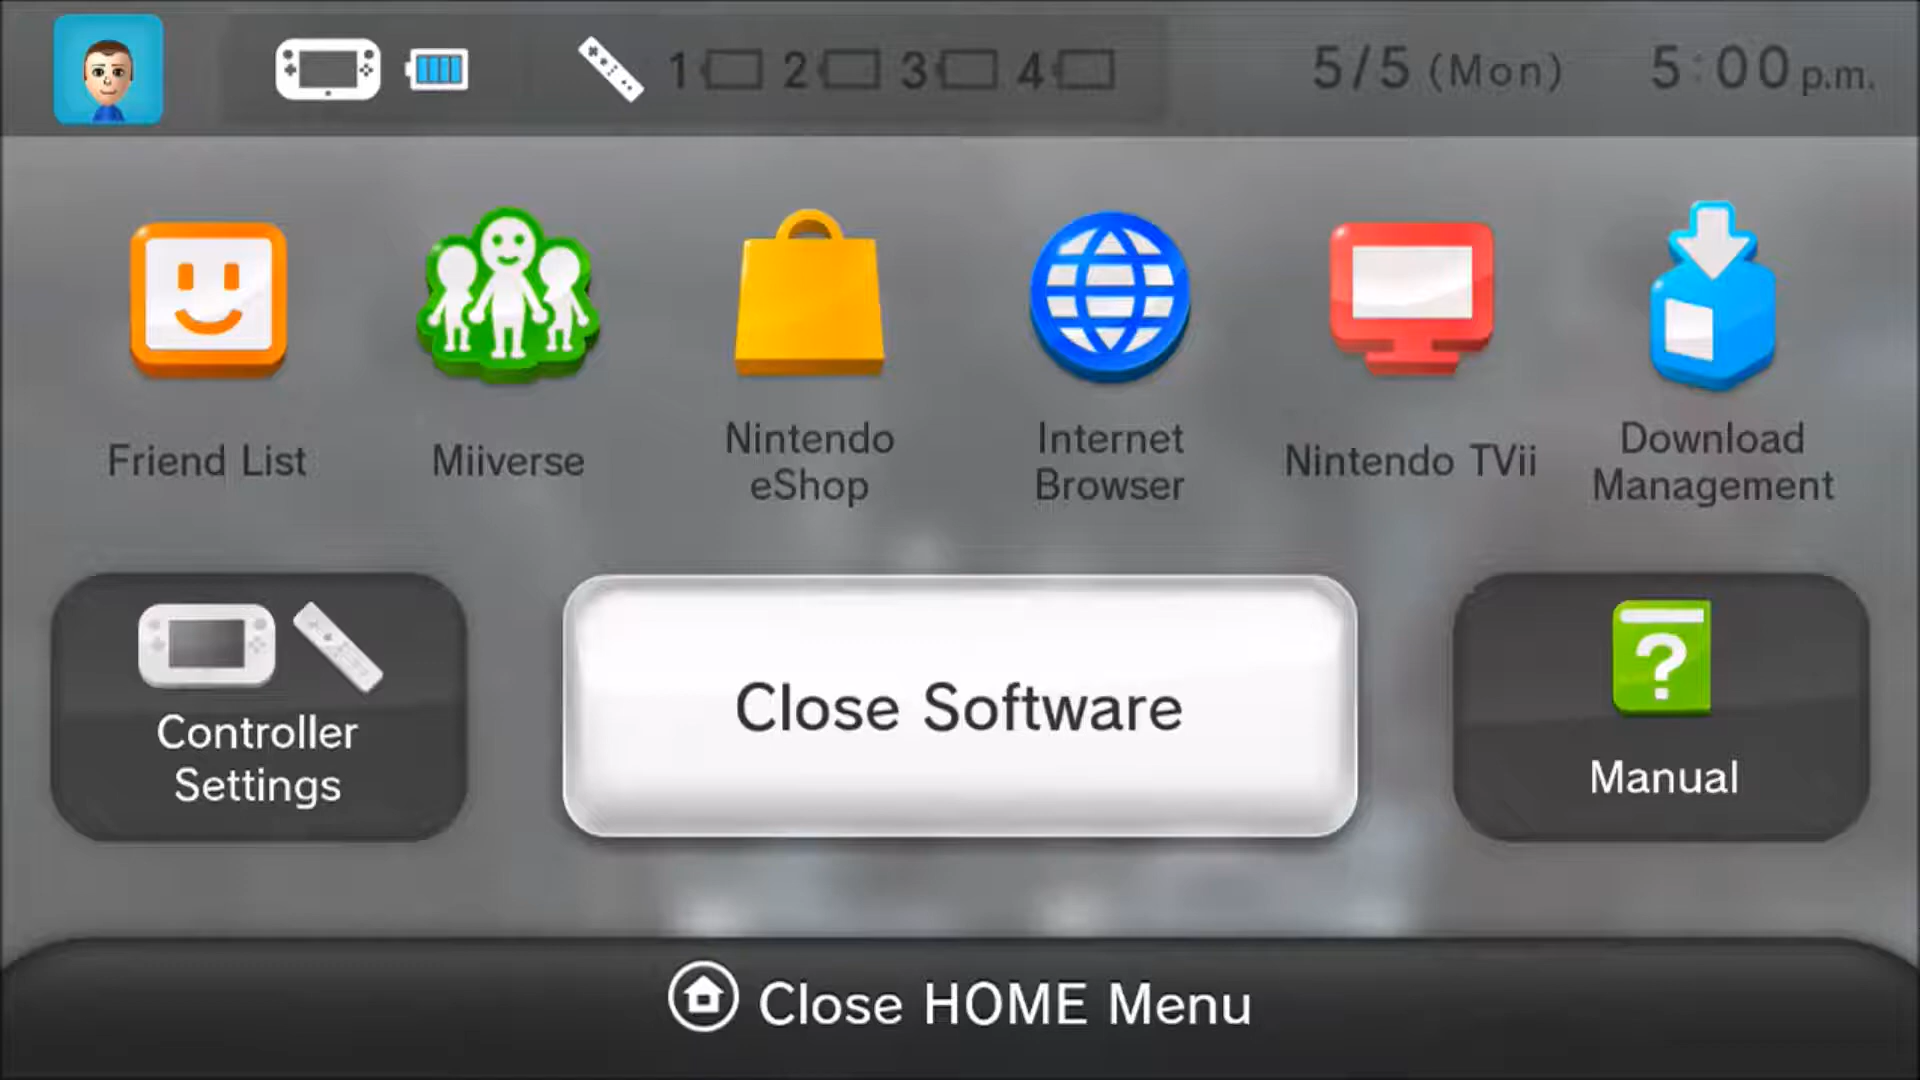 1 2 3 4 5/5 (Mon) 5:00 p.m.
Friend List
Miiverse
Nintendo
eShop
Internet
Browser
Nintendo TVii
Download
Management
Controller
Settings
Close Software
?
Manual
Close HOME Menu